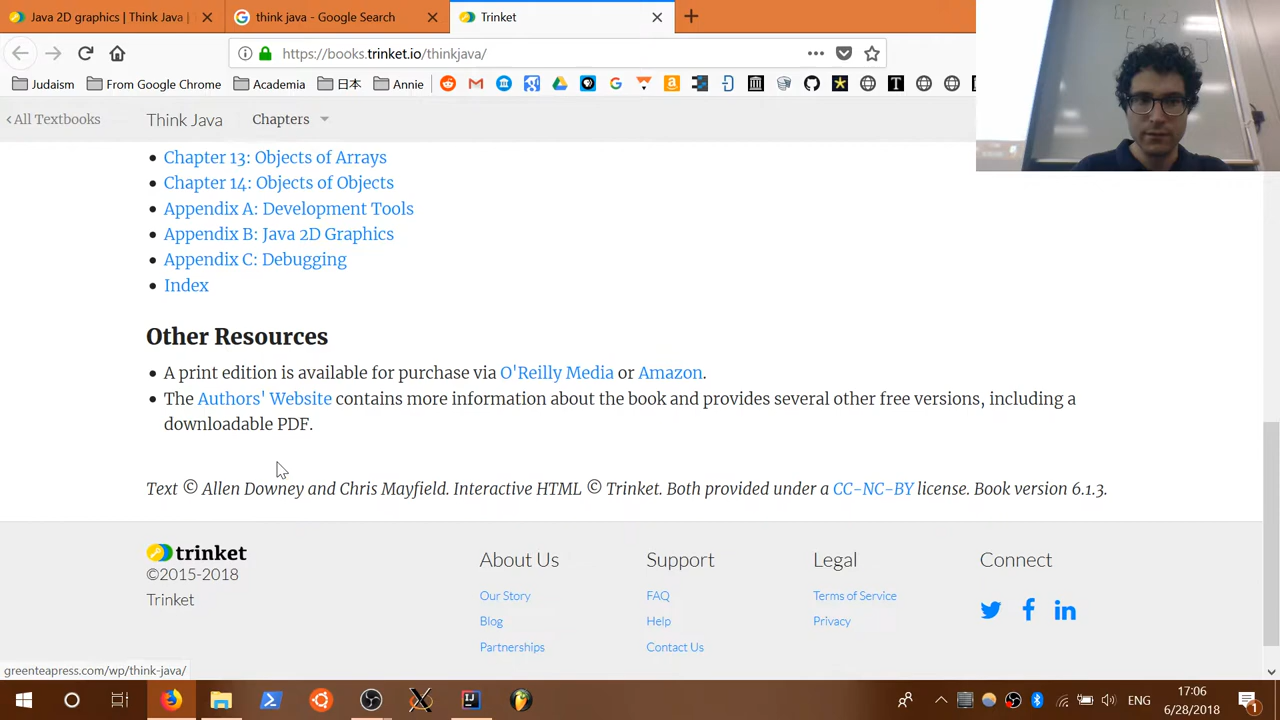 Java 2D graphics | Think Java |
think java - Google Search
Trinket
https://books.trinket.io/thinkjava/
Judaism
From Google Chrome
Academia
日本
Annie
All Textbooks
Think Java
Chapters
Chapter 13: Objects of Arrays
Chapter 14: Objects of Objects
Appendix A: Development Tools
Appendix B: Java 2D Graphics
Appendix C: Debugging
Index
Other Resources
A print edition is available for purchase via O'Reilly Media or Amazon.
The Authors' Website contains more information about the book and provides several other free versions, including a
downloadable PDF.
Text © Allen Downey and Chris Mayfield. Interactive HTML © Trinket. Both provided under a CC-NC-BY license. Book version 6.1.3.
trinket
©2015-2018
Trinket
About Us
Our Story
Blog
Partnerships
Support
FAQ
Help
Contact Us
Legal
Terms of Service
Privacy
Connect
greenteapress.com/wp/think-java/
ENG
17:06
6/28/2018
1